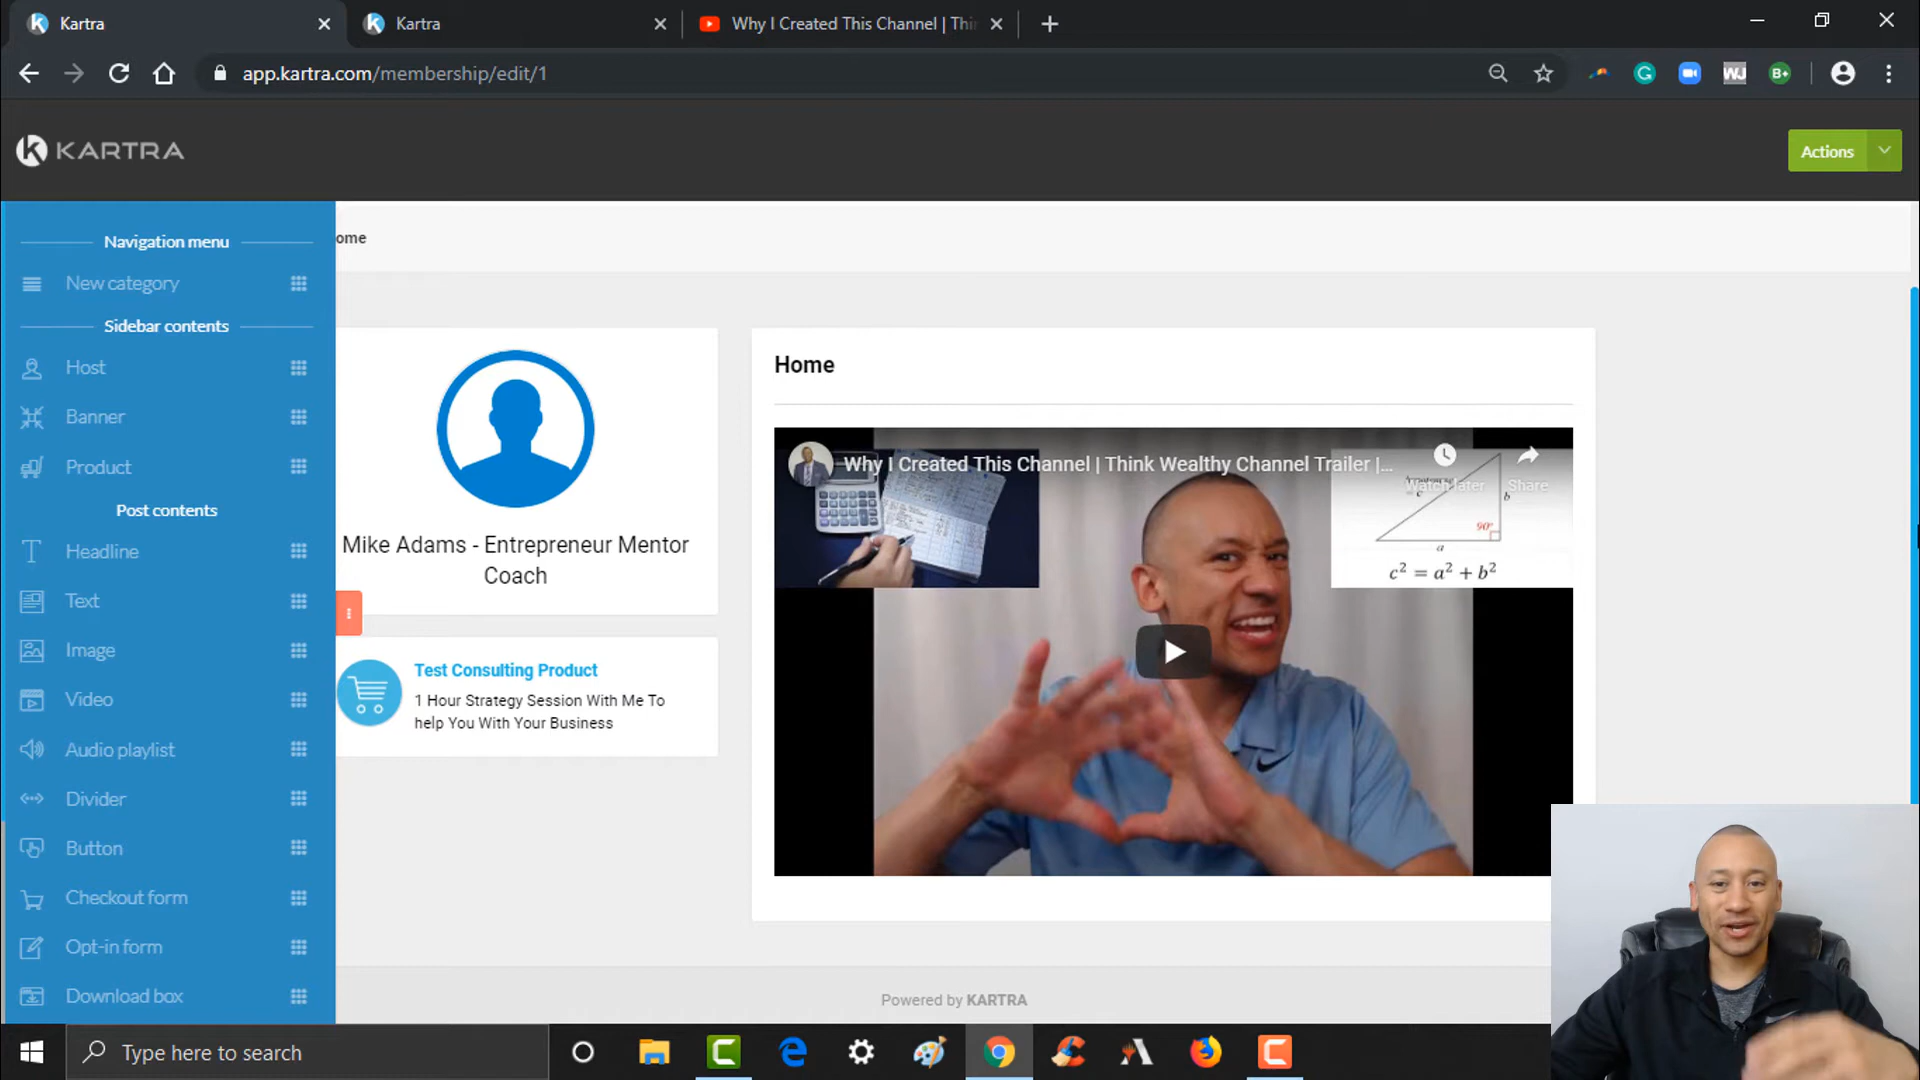 Kartra
Kartra
Why I Created This Channel | Thi
app.kartra.com/membership/edit/1
WJ
B+
KARTRA
Actions
Navigation menu
New category
Sidebar contents
Host
Banner
Product
Post contents
Headline
Text
Image
Video
Audio playlist
Divider
Button
Checkout form
Opt-in form
Download box
ome
Mike Adams - Entrepreneur Mentor
Coach
Test Consulting Product
1 Hour Strategy Session With Me To
help You With Your Business
Home
Why I Created This Channel | Think Wealthy Channel Trailer |...
Watch later
Share
c
b
90°
a
c² = a² + b²
Powered by KARTRA
Type here to search